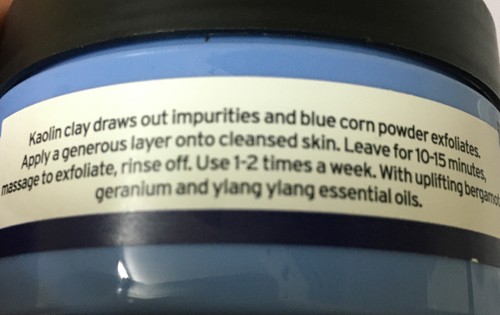 Kaolin clay draws out impurities and blue corn powder exfoliates.
Apply a generous layer onto cleansed skin. Leave for 10-15 minutes,
massage to exfoliate, rinse off. Use 1-2 times a week. With uplifting bergamot,
geranium and ylang ylang essential oils.